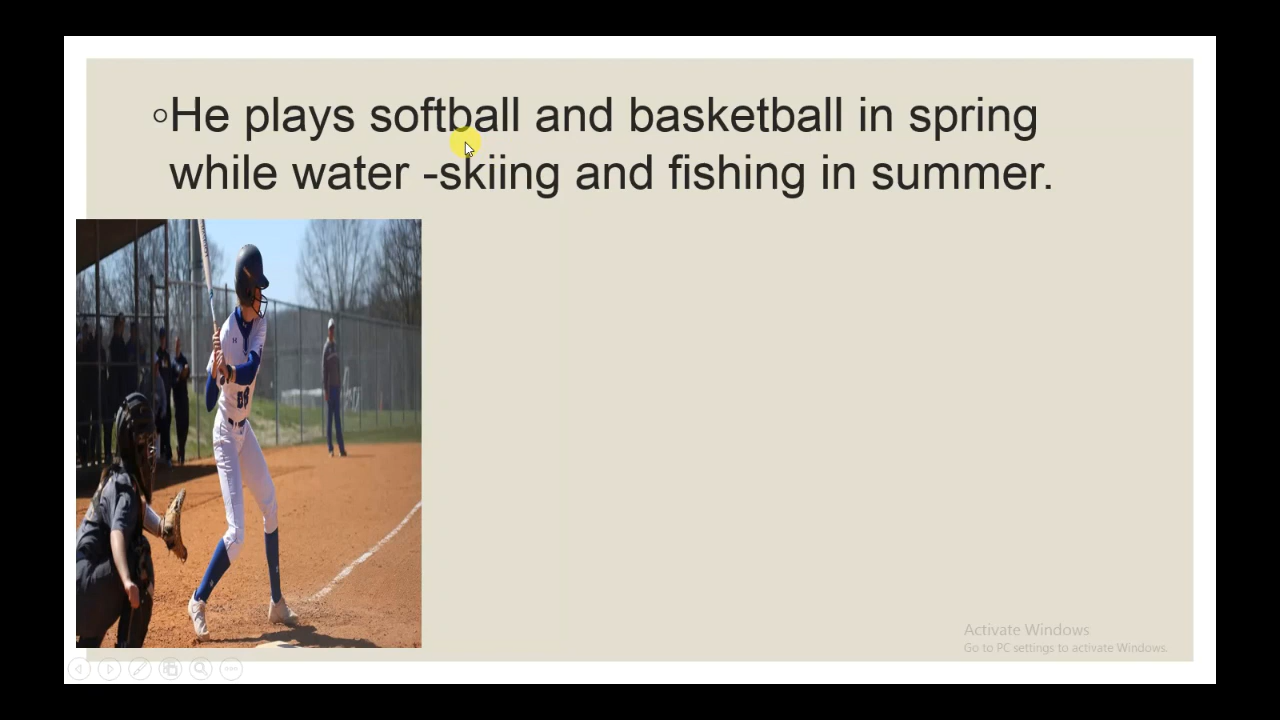 ◦He plays softball and basketball in spring
while water -skiing and fishing in summer.
Activate Windows
Go to PC settings to activate Windows.